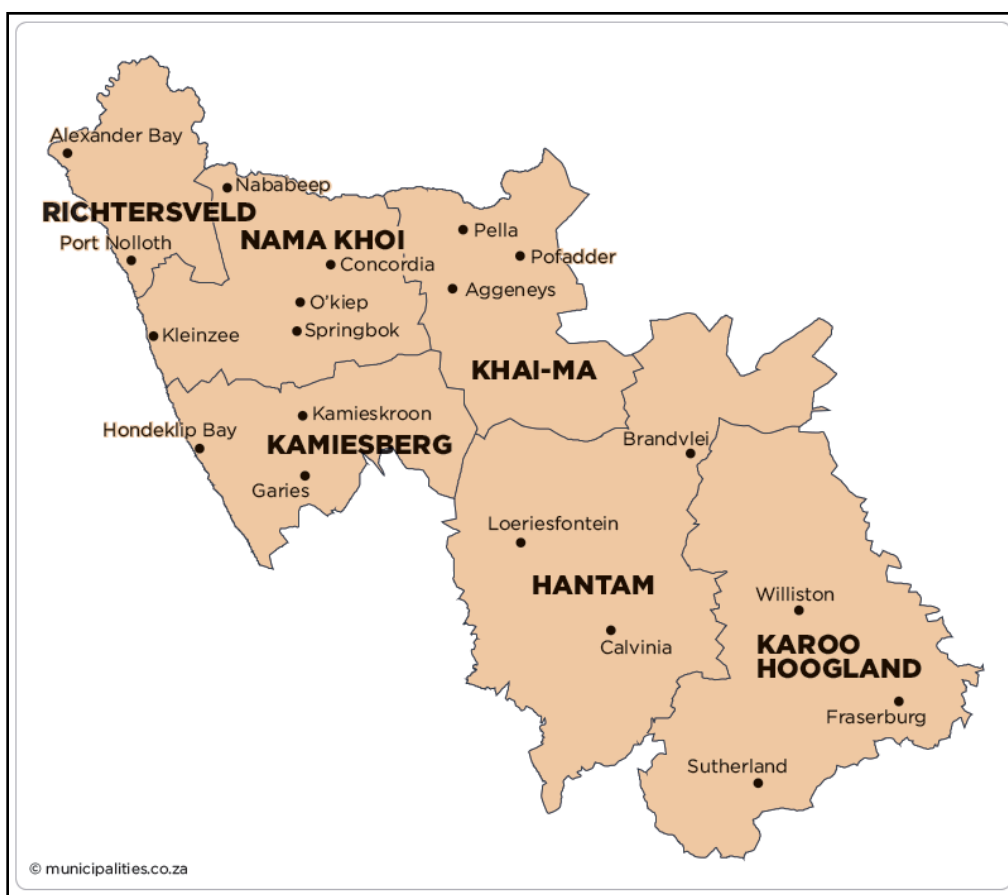 Alexander Bay
Nababeep
RICHTERSVELD
Pella
NAMA KHOI
Port Nolloth
Pofadder
Concordia
Aggeneys
O'kiep
Springbok
Kleinzee
KHAI-MA
Kamieskroon
Hondeklip Bay
KAMIESBERG
Brandvlei
Garies
Loeriesfontein
HANTAM
Williston
Calvinia
KAROO
HOOGLAND
Fraserburg
Sutherland
© municipalities.co.za